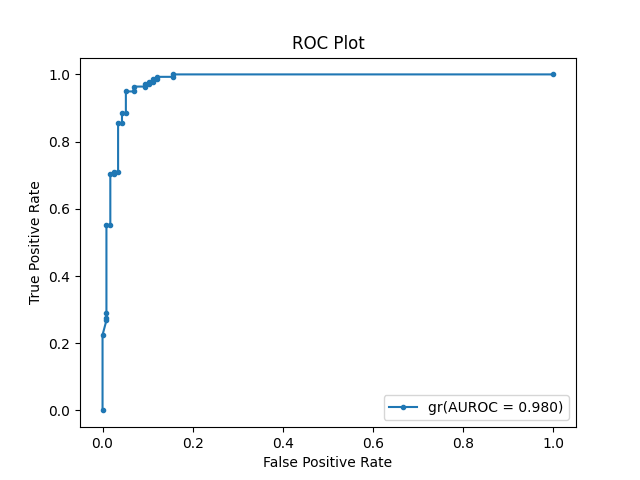 ROC Plot
1.0
0.8
0.6
0.4
0.2
0.0
True Positive Rate
gr(AUROC = 0.980)
0.0 0.2 0.4 0.6 0.8 1.0
False Positive Rate